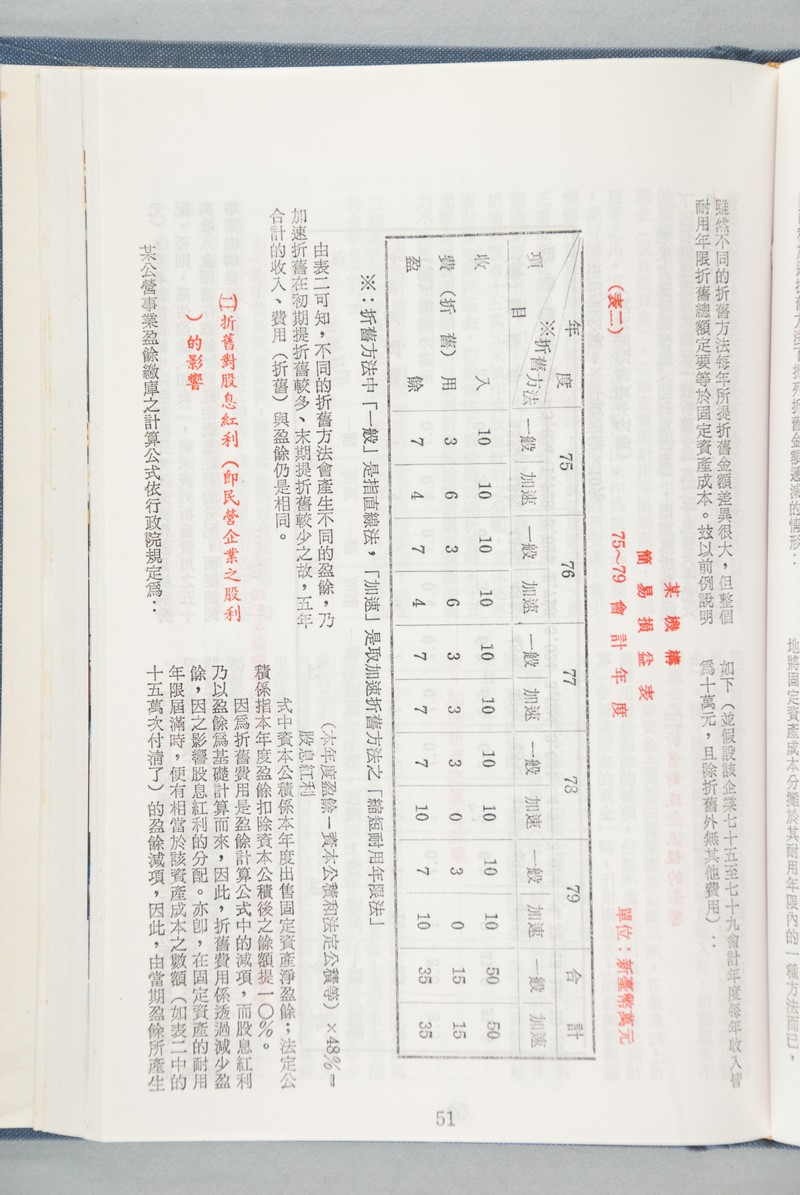 地將固定資產成本分攤於其耐用年限內的一種方法而已，
雖然不同的折舊方法每年所提折舊金額差異很大，但整個
耐用年限折舊總額定要等於固定資產成本。玆以前例說明
如下（並假設該企業七十五至七十九會計年度每年收入皆
為十萬元，且除折舊外無其他費用）：
某機構
簡易損益表
75～79會計年度
（表二）
單位：新臺幣萬元
年度 75 76 77 78 79 合計
※折舊方法
項目 一般 加速 一般 加速 一般 加速 一般 加速 一般 加速 一般 加速
收入 10 10 10 10 10 10 10 10 10 10 50 50
費（折舊）用 3 6 3 6 3 3 3 0 3 0 15 15
盈餘 7 4 7 4 7 7 7 10 7 10 35 35
※：折舊方法中「一般」是指直線法，「加速」是取加速折舊方法之「縮短耐用年限法」
由表二可知，不同的折舊方法會產生不同的盈餘，乃
加速折舊在初期提折舊較多、末期提折舊較少之故，五年
合計的收入、費用（折舊）與盈餘仍是相同。
㈡折舊對股息紅利（即民營企業之股利
）的影響
某公營事業盈餘繳庫之計算公式依行政院規定為：
（本年度盈餘－資本公積和法定公積等）×48%＝
股息紅利
式中資本公積係本年度出售固定資產淨盈餘；法定公
積係指本年度盈餘扣除資本公積後之餘額提一〇%。
因為折舊費用是盈餘計算公式中的減項，而股息紅利
乃以盈餘為基礎計算而來，因此，折舊費用係透過減少盈
餘，因之影響股息紅利的分配。亦即，在固定資產的耐用
年限屆滿時，便有相當於該資產成本之數額（如表二中的
十五萬次付清了）的盈餘減項，因此，由當期盈餘所產生
51